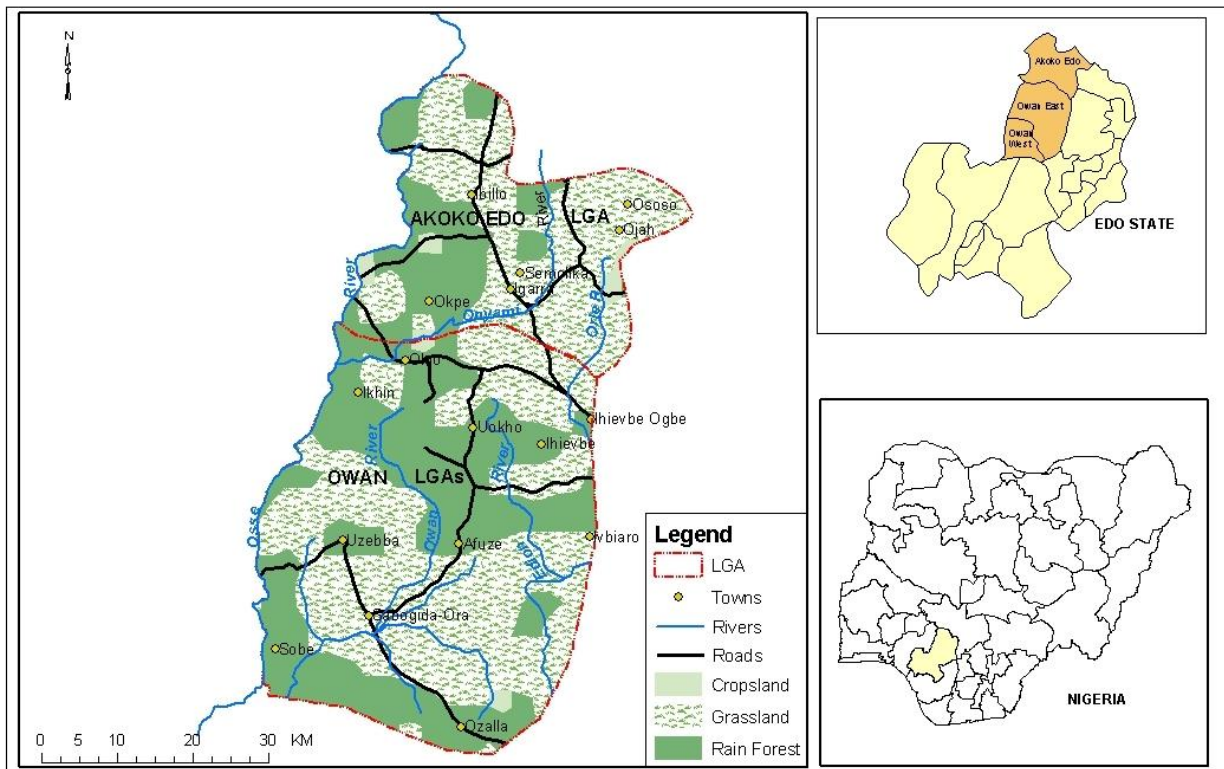 N
Ibillo
AKOKO EDO
LGA
River
Ososo
Ojah
Semolika
Igarra
River
Okpe
Onyami
Orle R.
Ikhin
Ihievbe Ogbe
Uokho
Ihievbe
River
River
OWAN
LGAs
Osse
Owan
Uzebba
Afuze
Ivbiaro
Sabogida-Ora
Sobe
Ozalla
0 5 10 20 30 KM
Legend
LGA
Towns
Rivers
Roads
Cropsland
Grassland
Rain Forest
Akoko Edo
Owan East
Owan
West
EDO STATE
NIGERIA